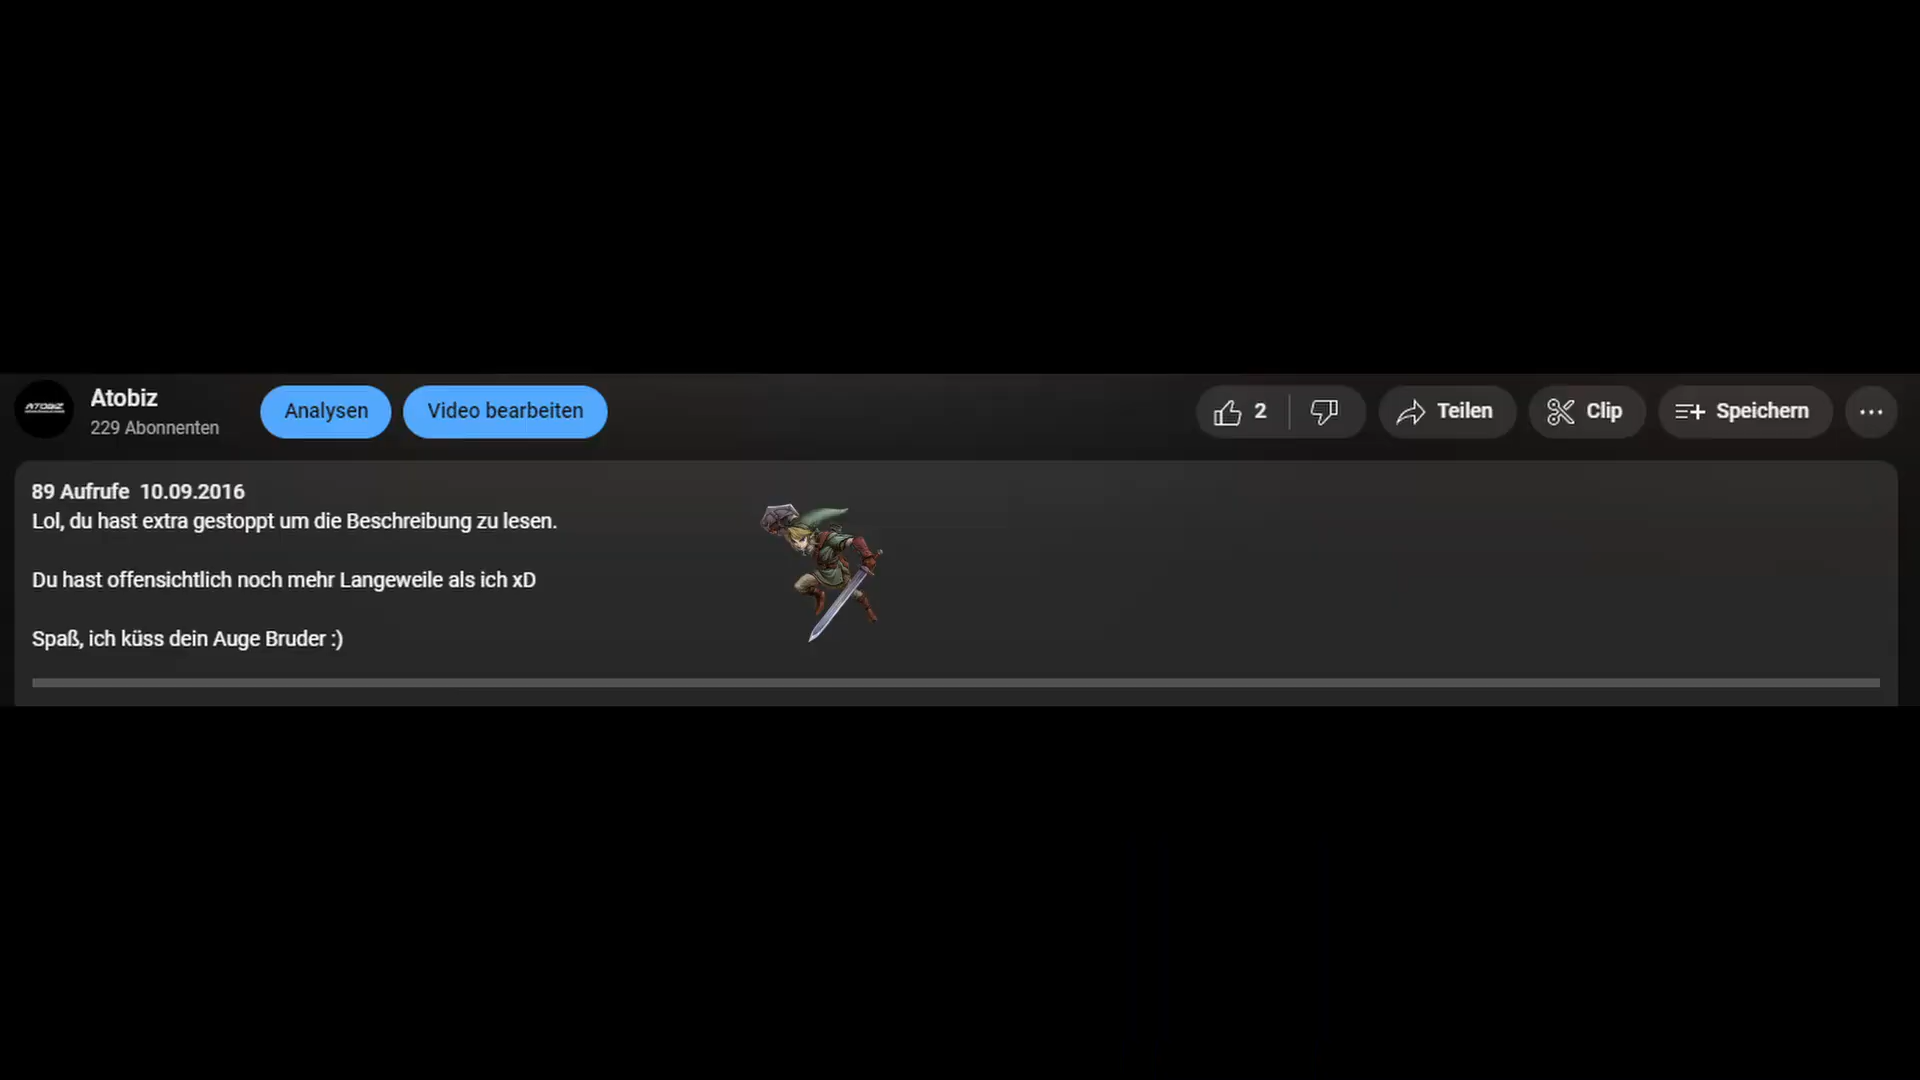 ATOBIZ
Atobiz
229 Abonnenten
Analysen
Video bearbeiten
2
Teilen
Clip
Speichern
89 Aufrufe 10.09.2016
Lol, du hast extra gestoppt um die Beschreibung zu lesen.
Du hast offensichtlich noch mehr Langeweile als ich xD
Spaß, ich küss dein Auge Bruder :)